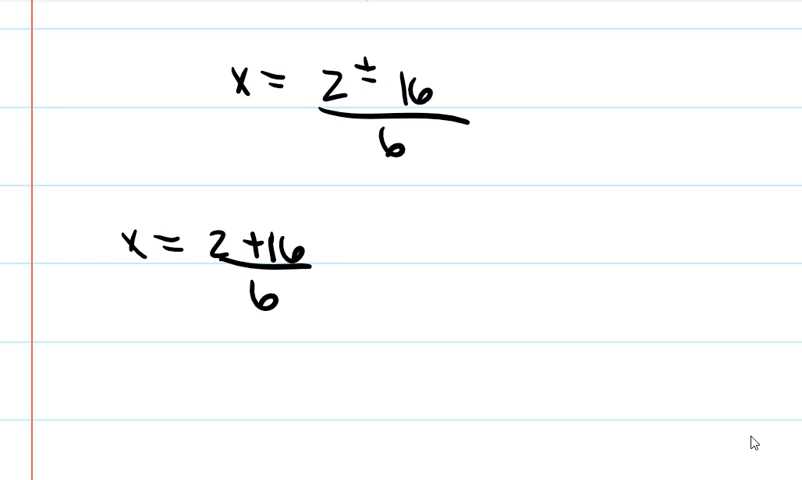 x = 2 ± 16
6
x = 2 + 16
6